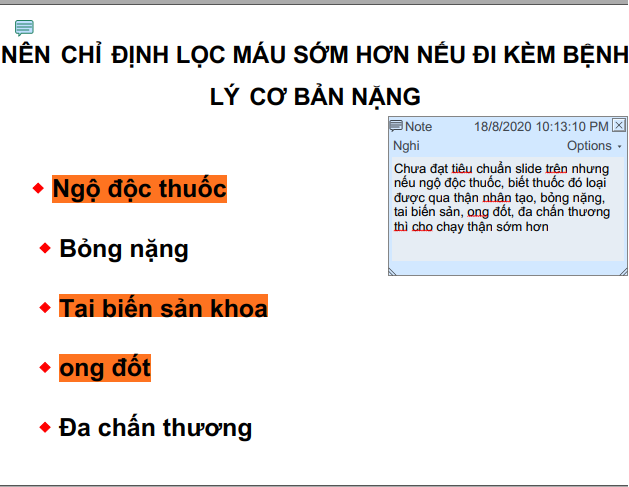 NÊN CHỈ ĐỊNH LỌC MÁU SỚM HƠN NẾU ĐI KÈM BỆNH
LÝ CƠ BẢN NẶNG
Note 18/8/2020 10:13:10 PM
Nghi Options
Chưa đạt tiêu chuẩn slide trên nhưng
nếu ngộ độc thuốc, biết thuốc đó loại
được qua thận nhân tạo, bỏng nặng,
tai biến sản, ong đốt, đa chấn thương
thì cho chạy thận sớm hơn
Ngộ độc thuốc
Bỏng nặng
Tai biến sản khoa
ong đốt
Đa chấn thương